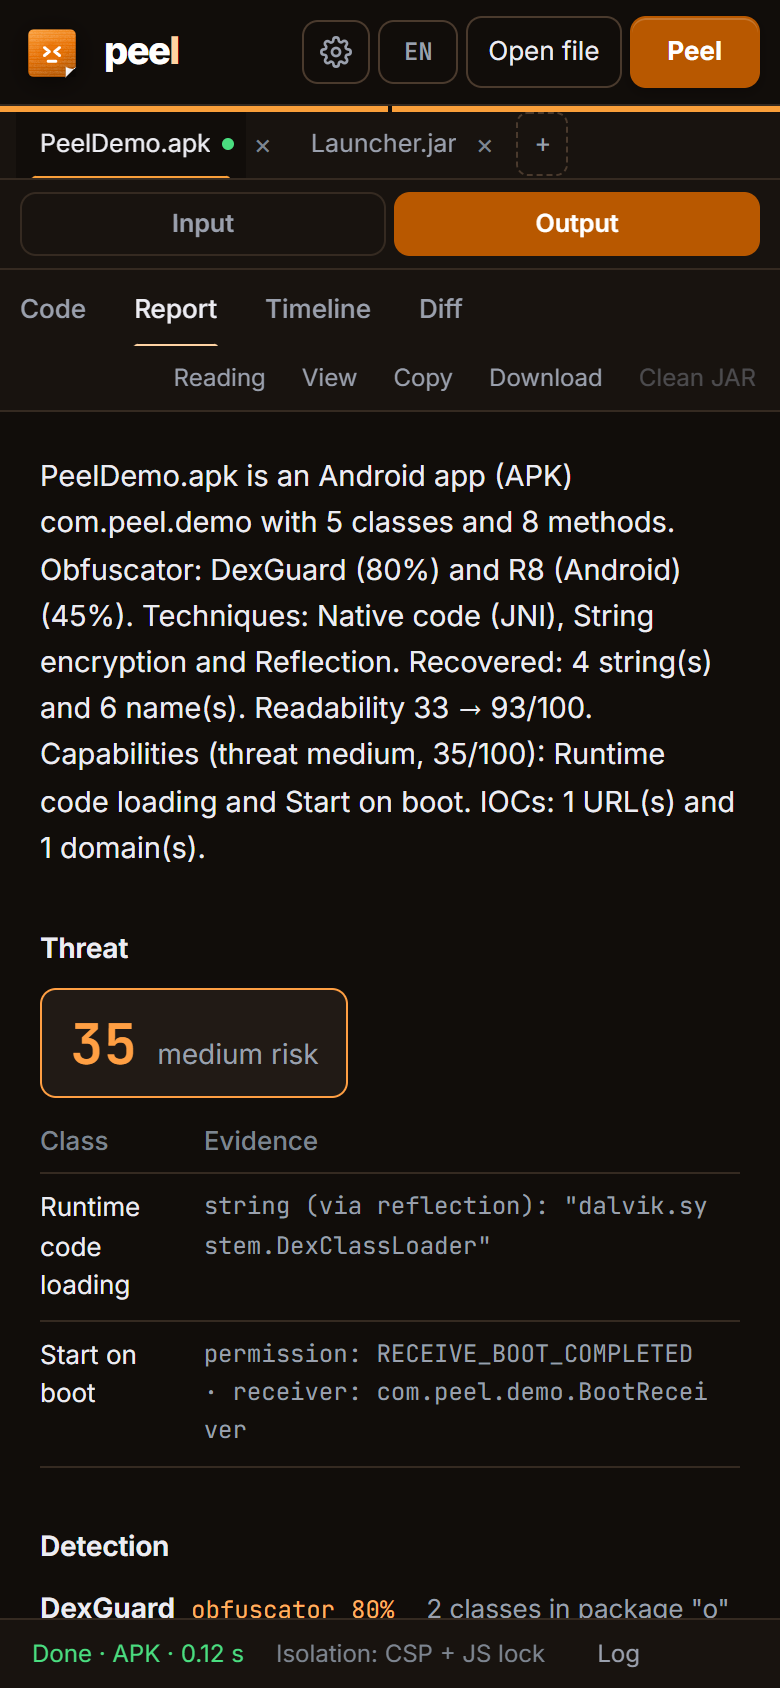 peel
EN
Open file
Peel
PeelDemo.apk
×
Launcher.jar
×
+
Input
Output
Code
Report
Timeline
Diff
Reading
View
Copy
Download
Clean JAR
PeelDemo.apk is an Android app (APK)
com.peel.demo with 5 classes and 8 methods.
Obfuscator: DexGuard (80%) and R8 (Android)
(45%). Techniques: Native code (JNI), String
encryption and Reflection. Recovered: 4 string(s)
and 6 name(s). Readability 33 → 93/100.
Capabilities (threat medium, 35/100): Runtime
code loading and Start on boot. IOCs: 1 URL(s) and
1 domain(s).
Threat
35 medium risk
Class Evidence
Runtime
code
loading
string (via reflection): "dalvik.sy
stem.DexClassLoader"
Start on
boot
permission: RECEIVE_BOOT_COMPLETED
· receiver: com.peel.demo.BootRecei
ver
Detection
DexGuard obfuscator 80% 2 classes in package "o"
Done · APK · 0.12 s
Isolation: CSP + JS lock
Log